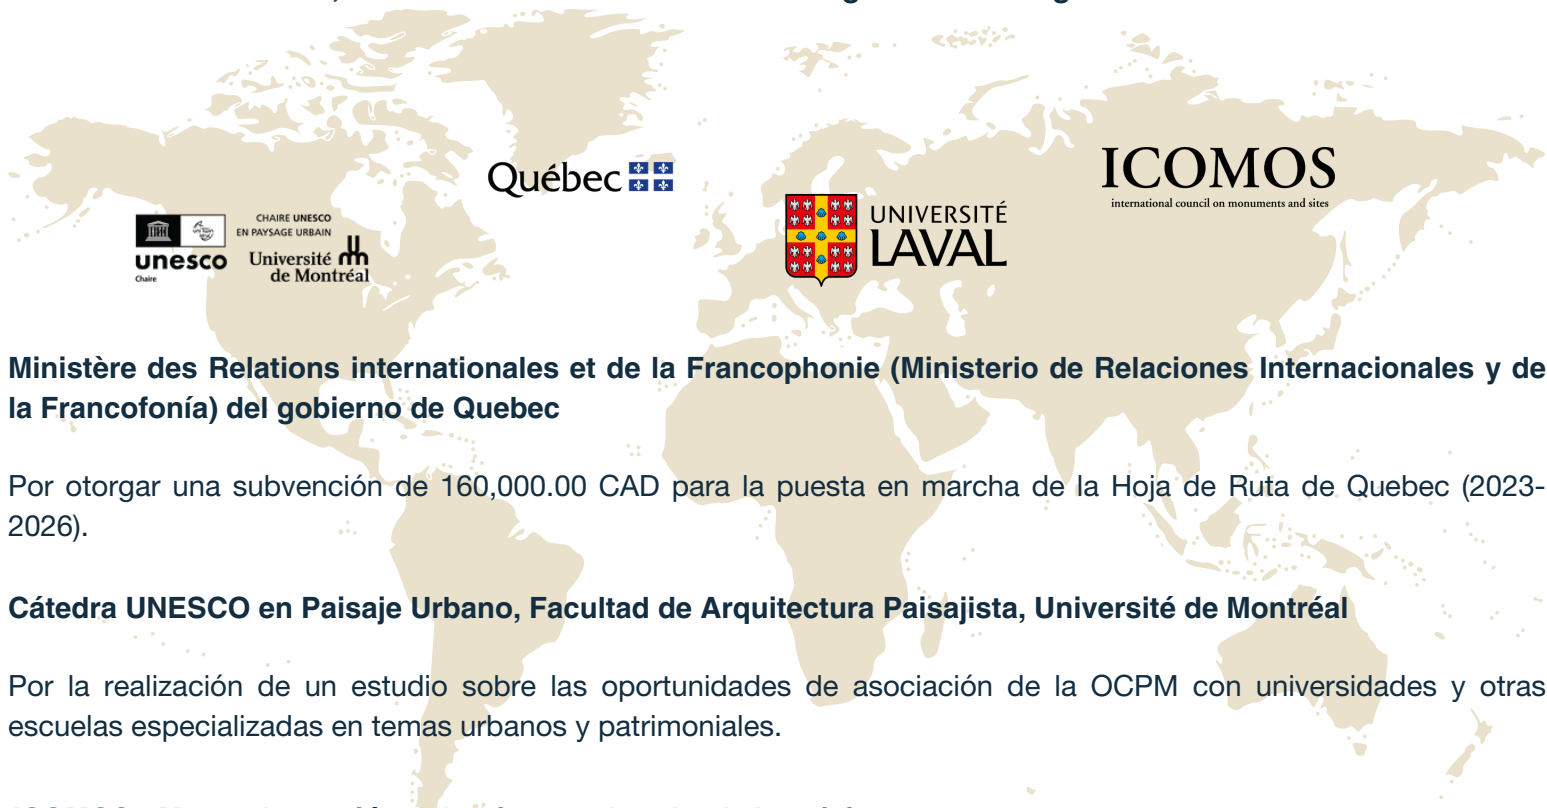 Québec
ICOMOS
international council on monuments and sites
UNIVERSITÉ
LAVAL
CHAIRE UNESCO
EN PAYSAGE URBAIN
unesco
Chaire
Université
de Montréal
Ministère des Relations internationales et de la Francophonie (Ministerio de Relaciones Internacionales y de
la Francofonía) del gobierno de Quebec
Por otorgar una subvención de 160,000.00 CAD para la puesta en marcha de la Hoja de Ruta de Quebec (2023-
2026).
Cátedra UNESCO en Paisaje Urbano, Facultad de Arquitectura Paisajista, Université de Montréal
Por la realización de un estudio sobre las oportunidades de asociación de la OCPM con universidades y otras
escuelas especializadas en temas urbanos y patrimoniales.